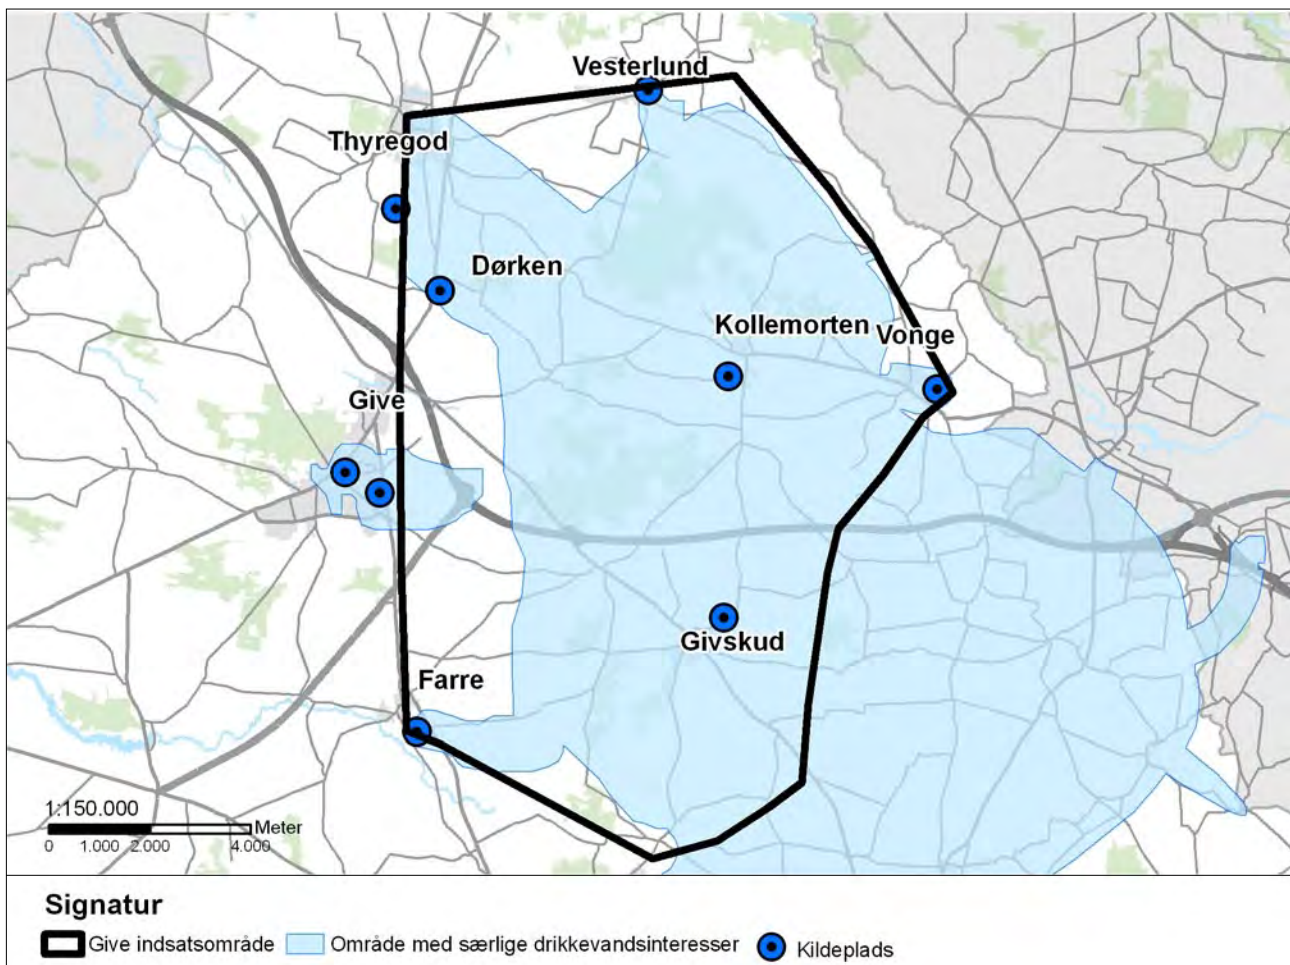 Vesterlund
Thyregod
Dørken
Kollemorten
Vonge
Give
Givskud
Farre
1:150.000
Meter
0 1.000 2.000 4.000
Signatur
Give indsatsområde Område med særlige drikkevandsinteresser Kildeplads